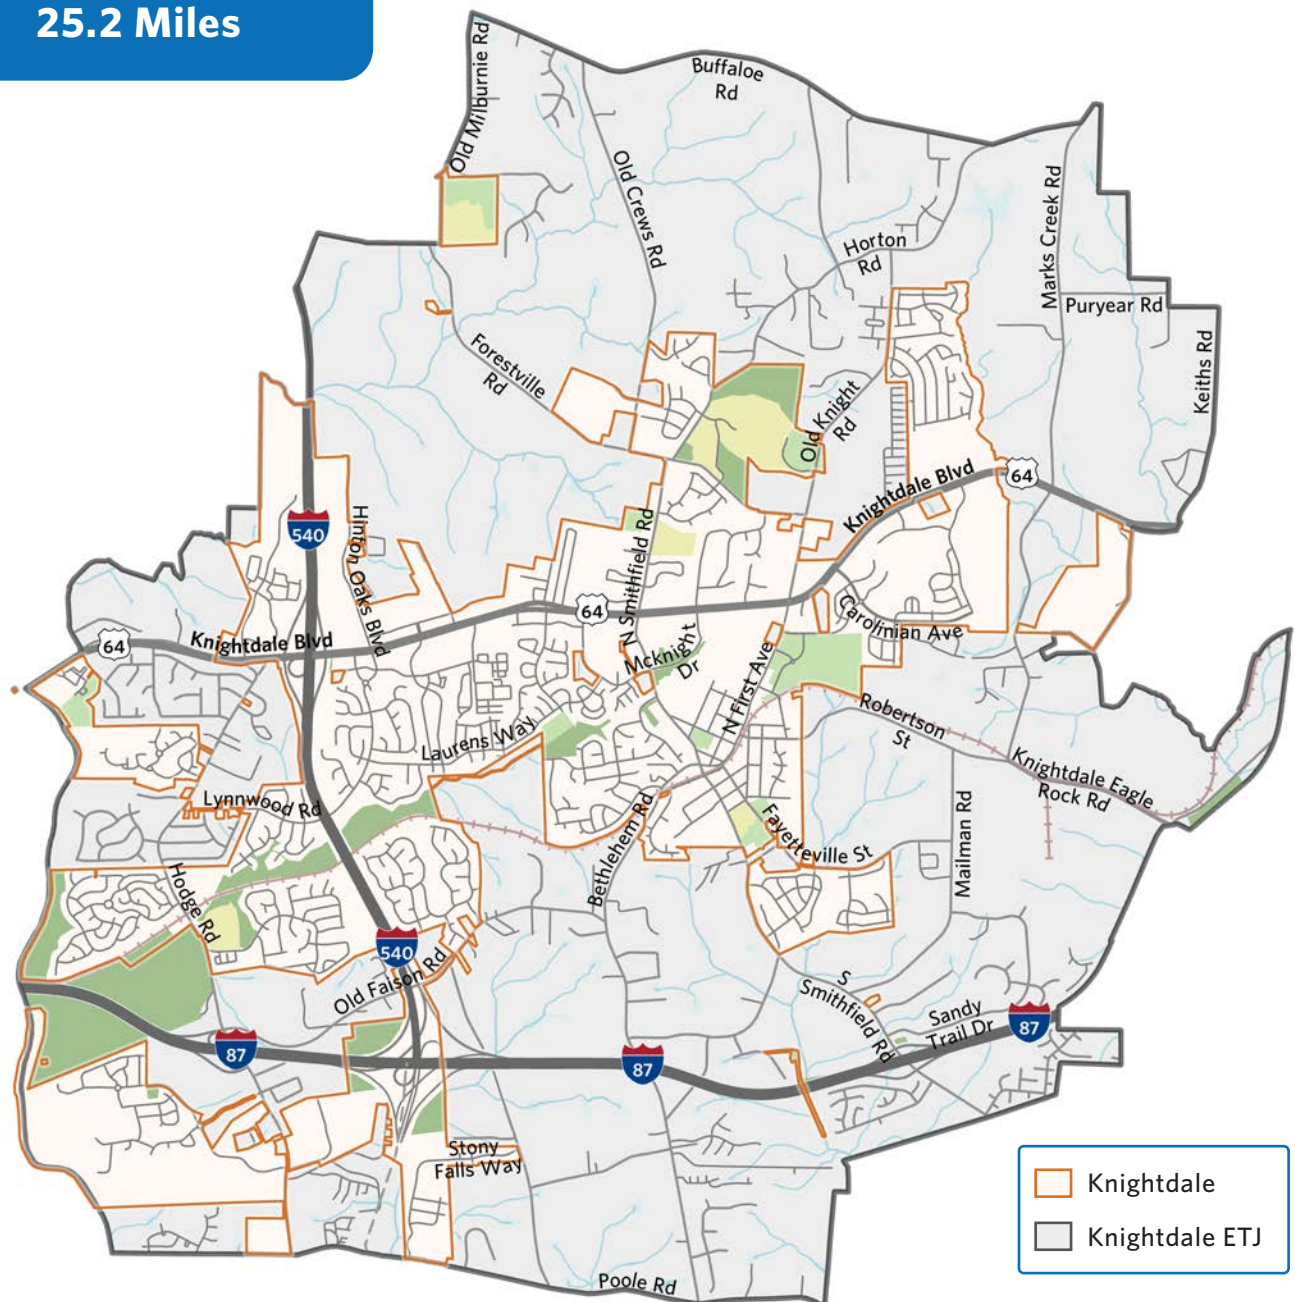 25.2 Miles
Old Milburnie Rd
Buffaloe
Rd
Old Crews Rd
Horton
Rd
Marks Creek Rd
Puryear Rd
Keiths Rd
Forestville
Rd
Old Knight
Rd
Knightdale Blvd
64
540
Hinton Oaks Blvd
N Smithfield Rd
64
Carolinian Ave
64
Knightdale Blvd
Mcknight
Dr
N First Ave
Laurens Way
Robertson
St
Knightdale Eagle
Rock Rd
Lynnwood Rd
Bethlehem Rd
Fayetteville St
Mailman Rd
Hodge Rd
540
Old Faison Rd
S
Smithfield Rd
Sandy
Trail Dr
87
87
87
Stony
Falls Way
Poole Rd
Knightdale
Knightdale ETJ